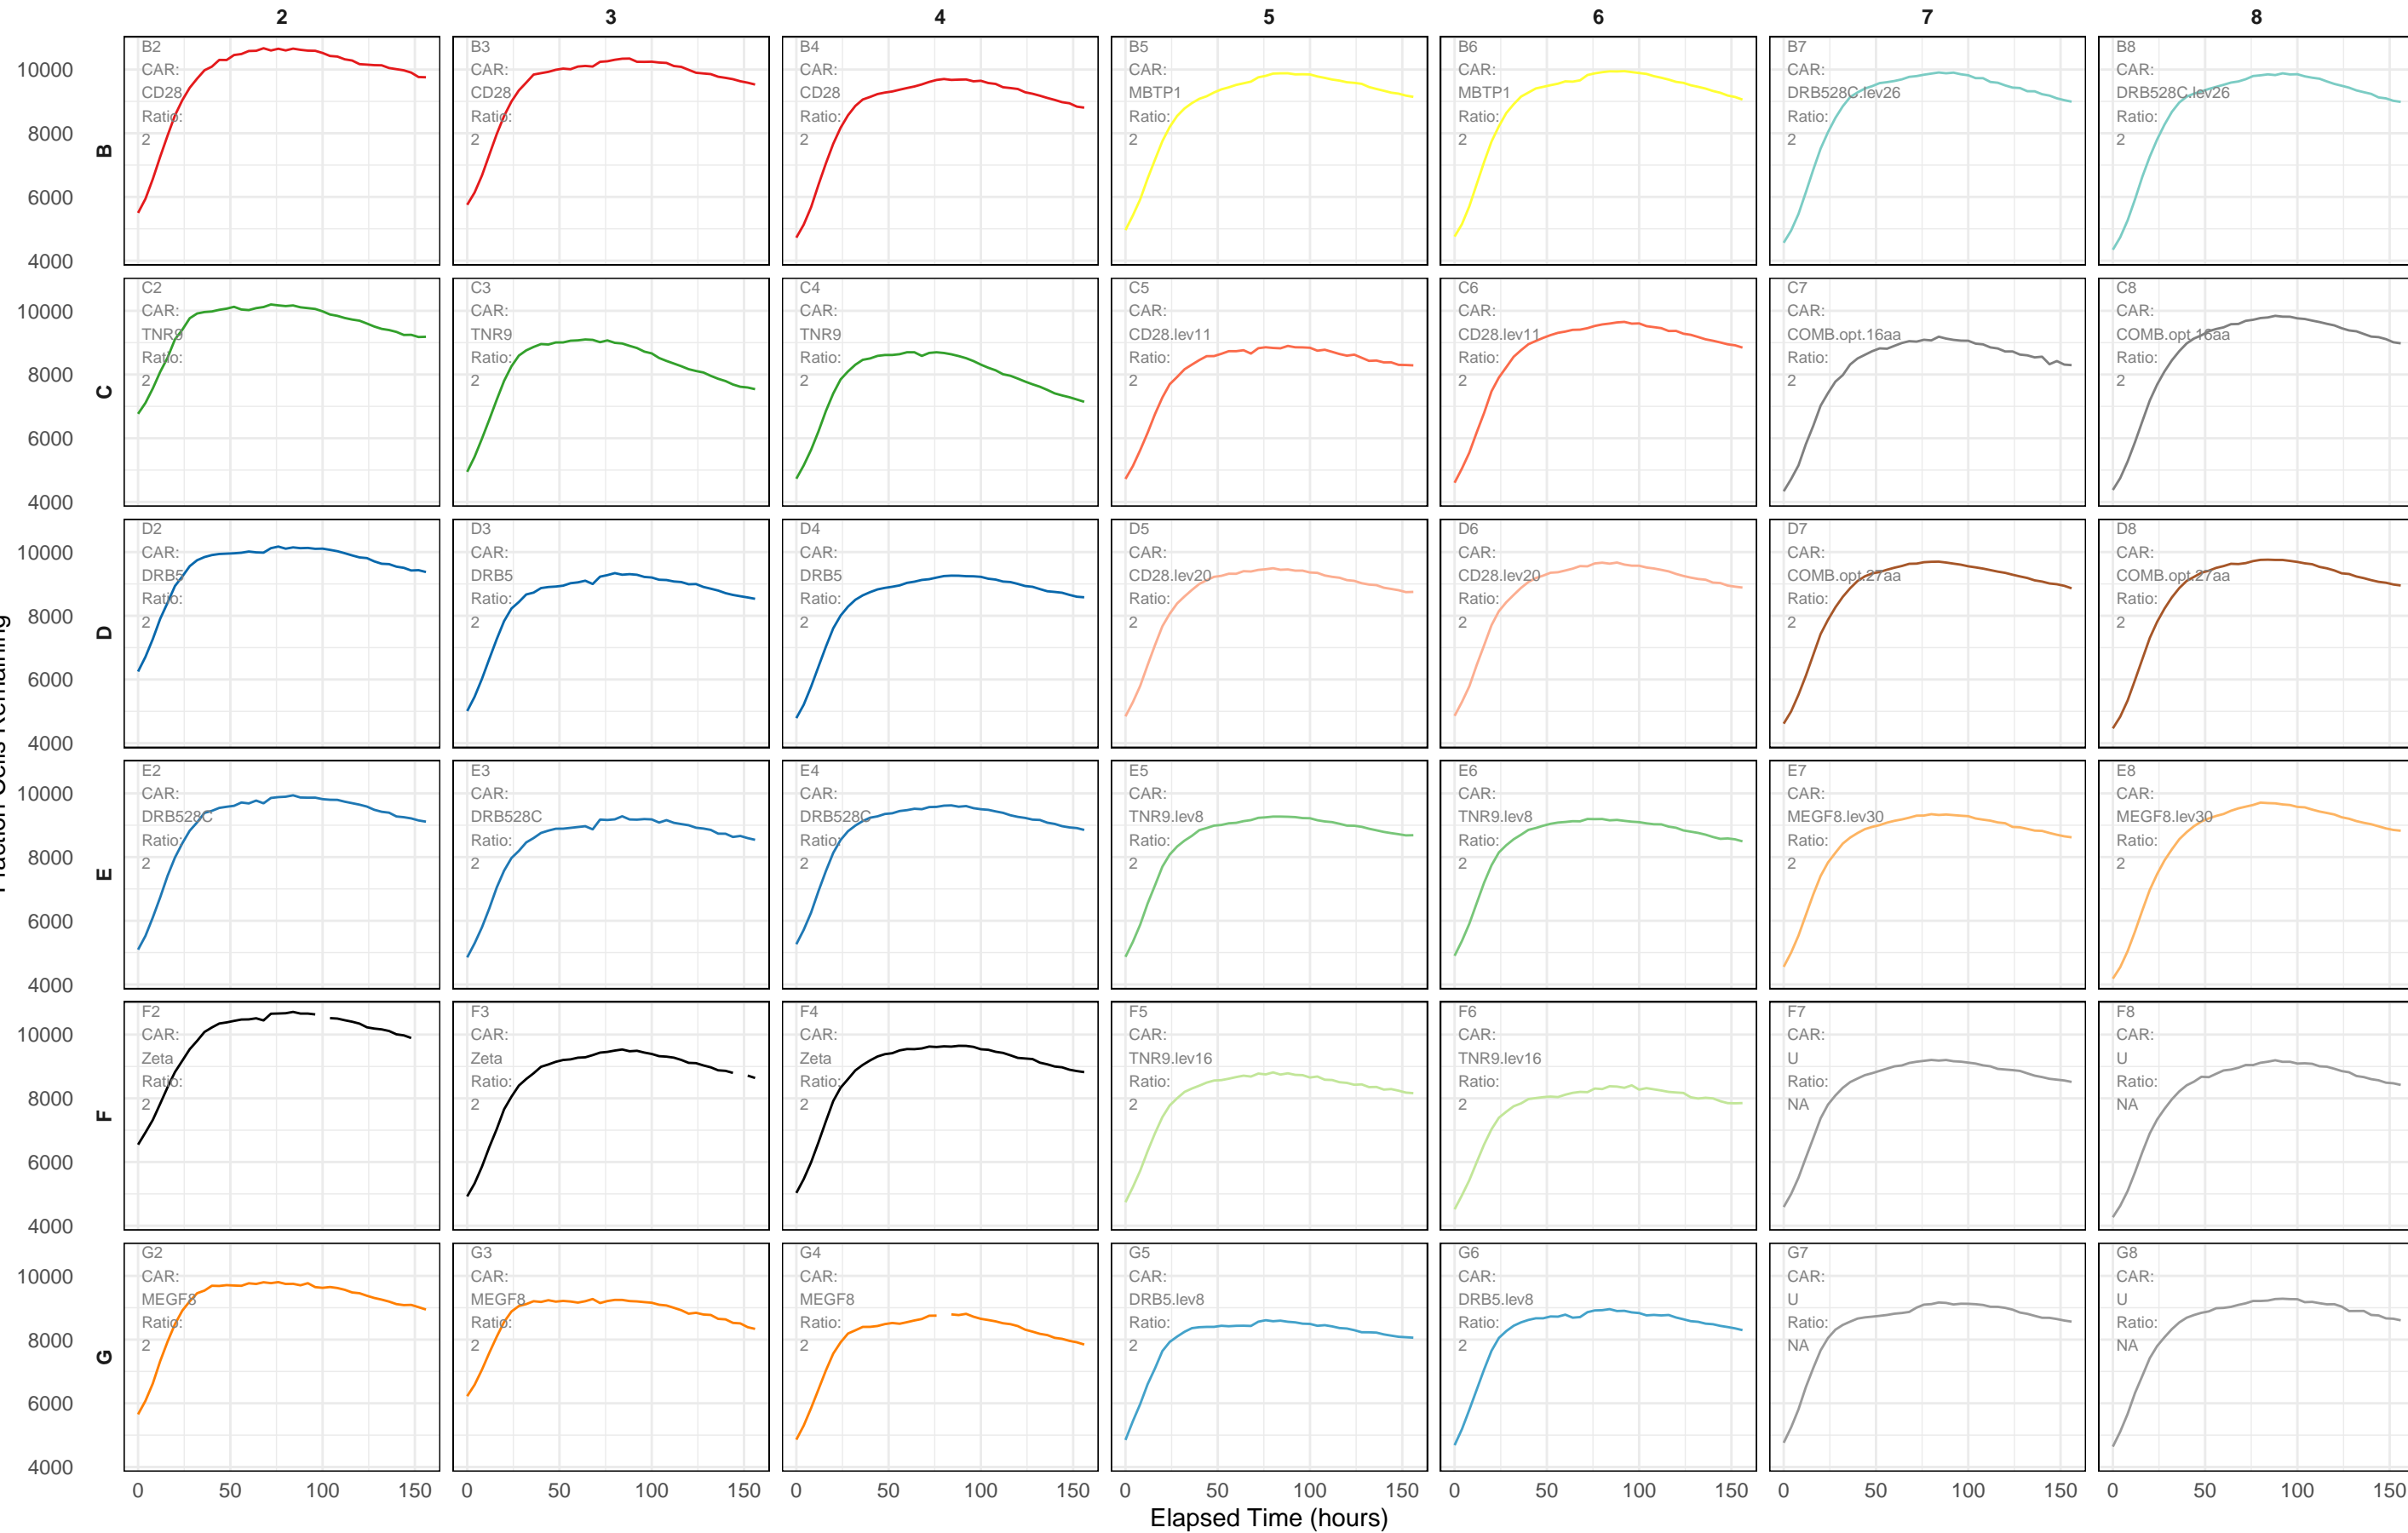 2
3
4
5
6
7
8
Fraction Cells Remaining
B
10000
8000
6000
4000
B2
CAR:
CD28
Ratio:
2
B3
CAR:
CD28
Ratio:
2
B4
CAR:
CD28
Ratio:
2
B5
CAR:
MBTP1
Ratio:
2
B6
CAR:
MBTP1
Ratio:
2
B7
CAR:
DRB528C.lev26
Ratio:
2
B8
CAR:
DRB528C.lev26
Ratio:
2
C
10000
8000
6000
4000
C2
CAR:
TNR9
Ratio:
2
C3
CAR:
TNR9
Ratio:
2
C4
CAR:
TNR9
Ratio:
2
C5
CAR:
CD28.lev11
Ratio:
2
C6
CAR:
CD28.lev11
Ratio:
2
C7
CAR:
COMB.opt.16aa
Ratio:
2
C8
CAR:
COMB.opt.16aa
Ratio:
2
D
10000
8000
6000
4000
D2
CAR:
DRB5
Ratio:
2
D3
CAR:
DRB5
Ratio:
2
D4
CAR:
DRB5
Ratio:
2
D5
CAR:
CD28.lev20
Ratio:
2
D6
CAR:
CD28.lev20
Ratio:
2
D7
CAR:
COMB.opt.27aa
Ratio:
2
D8
CAR:
COMB.opt.27aa
Ratio:
2
E
10000
8000
6000
4000
E2
CAR:
DRB528C
Ratio:
2
E3
CAR:
DRB528C
Ratio:
2
E4
CAR:
DRB528C
Ratio:
2
E5
CAR:
TNR9.lev8
Ratio:
2
E6
CAR:
TNR9.lev8
Ratio:
2
E7
CAR:
MEGF8.lev30
Ratio:
2
E8
CAR:
MEGF8.lev30
Ratio:
2
F
10000
8000
6000
4000
F2
CAR:
Zeta
Ratio:
2
F3
CAR:
Zeta
Ratio:
2
F4
CAR:
Zeta
Ratio:
2
F5
CAR:
TNR9.lev16
Ratio:
2
F6
CAR:
TNR9.lev16
Ratio:
2
F7
CAR:
U
Ratio:
NA
F8
CAR:
U
Ratio:
NA
G
10000
8000
6000
4000
G2
CAR:
MEGF8
Ratio:
2
G3
CAR:
MEGF8
Ratio:
2
G4
CAR:
MEGF8
Ratio:
2
G5
CAR:
DRB5.lev8
Ratio:
2
G6
CAR:
DRB5.lev8
Ratio:
2
G7
CAR:
U
Ratio:
NA
G8
CAR:
U
Ratio:
NA
0 50 100 150
0 50 100 150
0 50 100 150
0 50 100 150
0 50 100 150
0 50 100 150
0 50 100 150
Elapsed Time (hours)